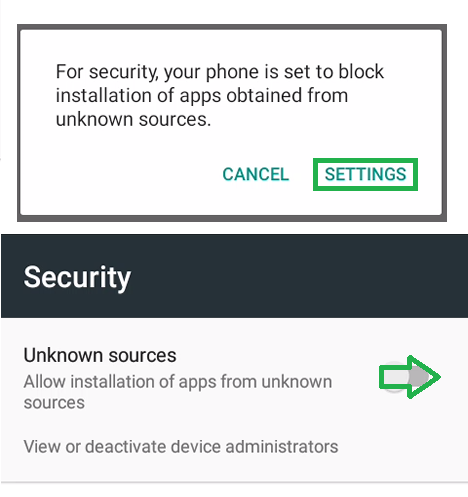 For security, your phone is set to block
installation of apps obtained from
unknown sources.
CANCEL SETTINGS
Security
Unknown sources
Allow installation of apps from unknown
sources
View or deactivate device administrators